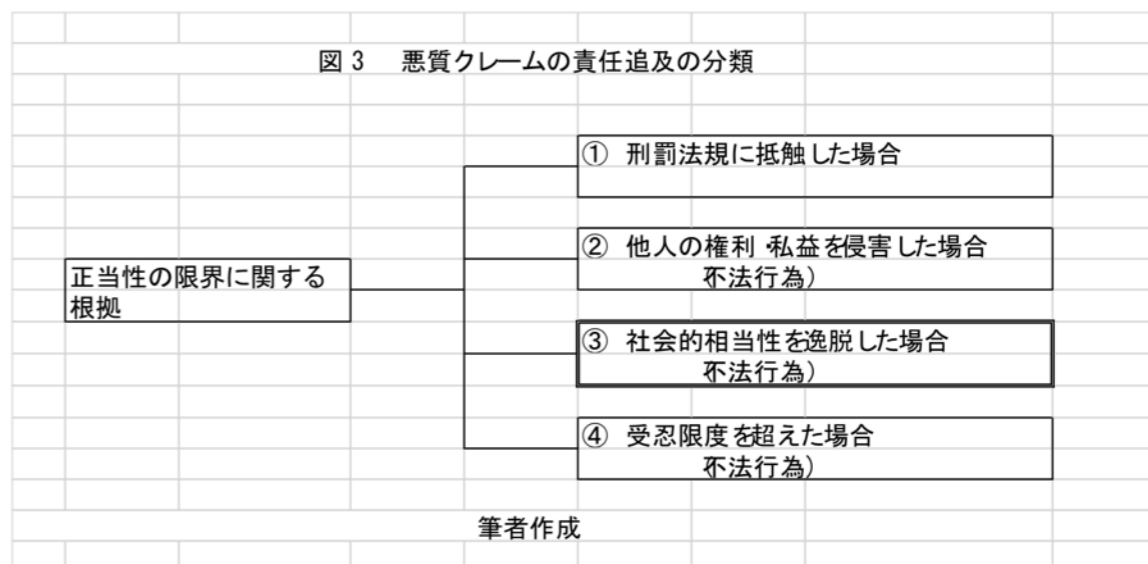 図3 悪質クレームの責任追及の分類
① 刑罰法規に抵触した場合
② 他人の権利・私益を侵害した場合
(不法行為)
正当性の限界に関する
根拠
③ 社会的相当性を逸脱した場合
(不法行為)
④ 受忍限度を超えた場合
(不法行為)
筆者作成